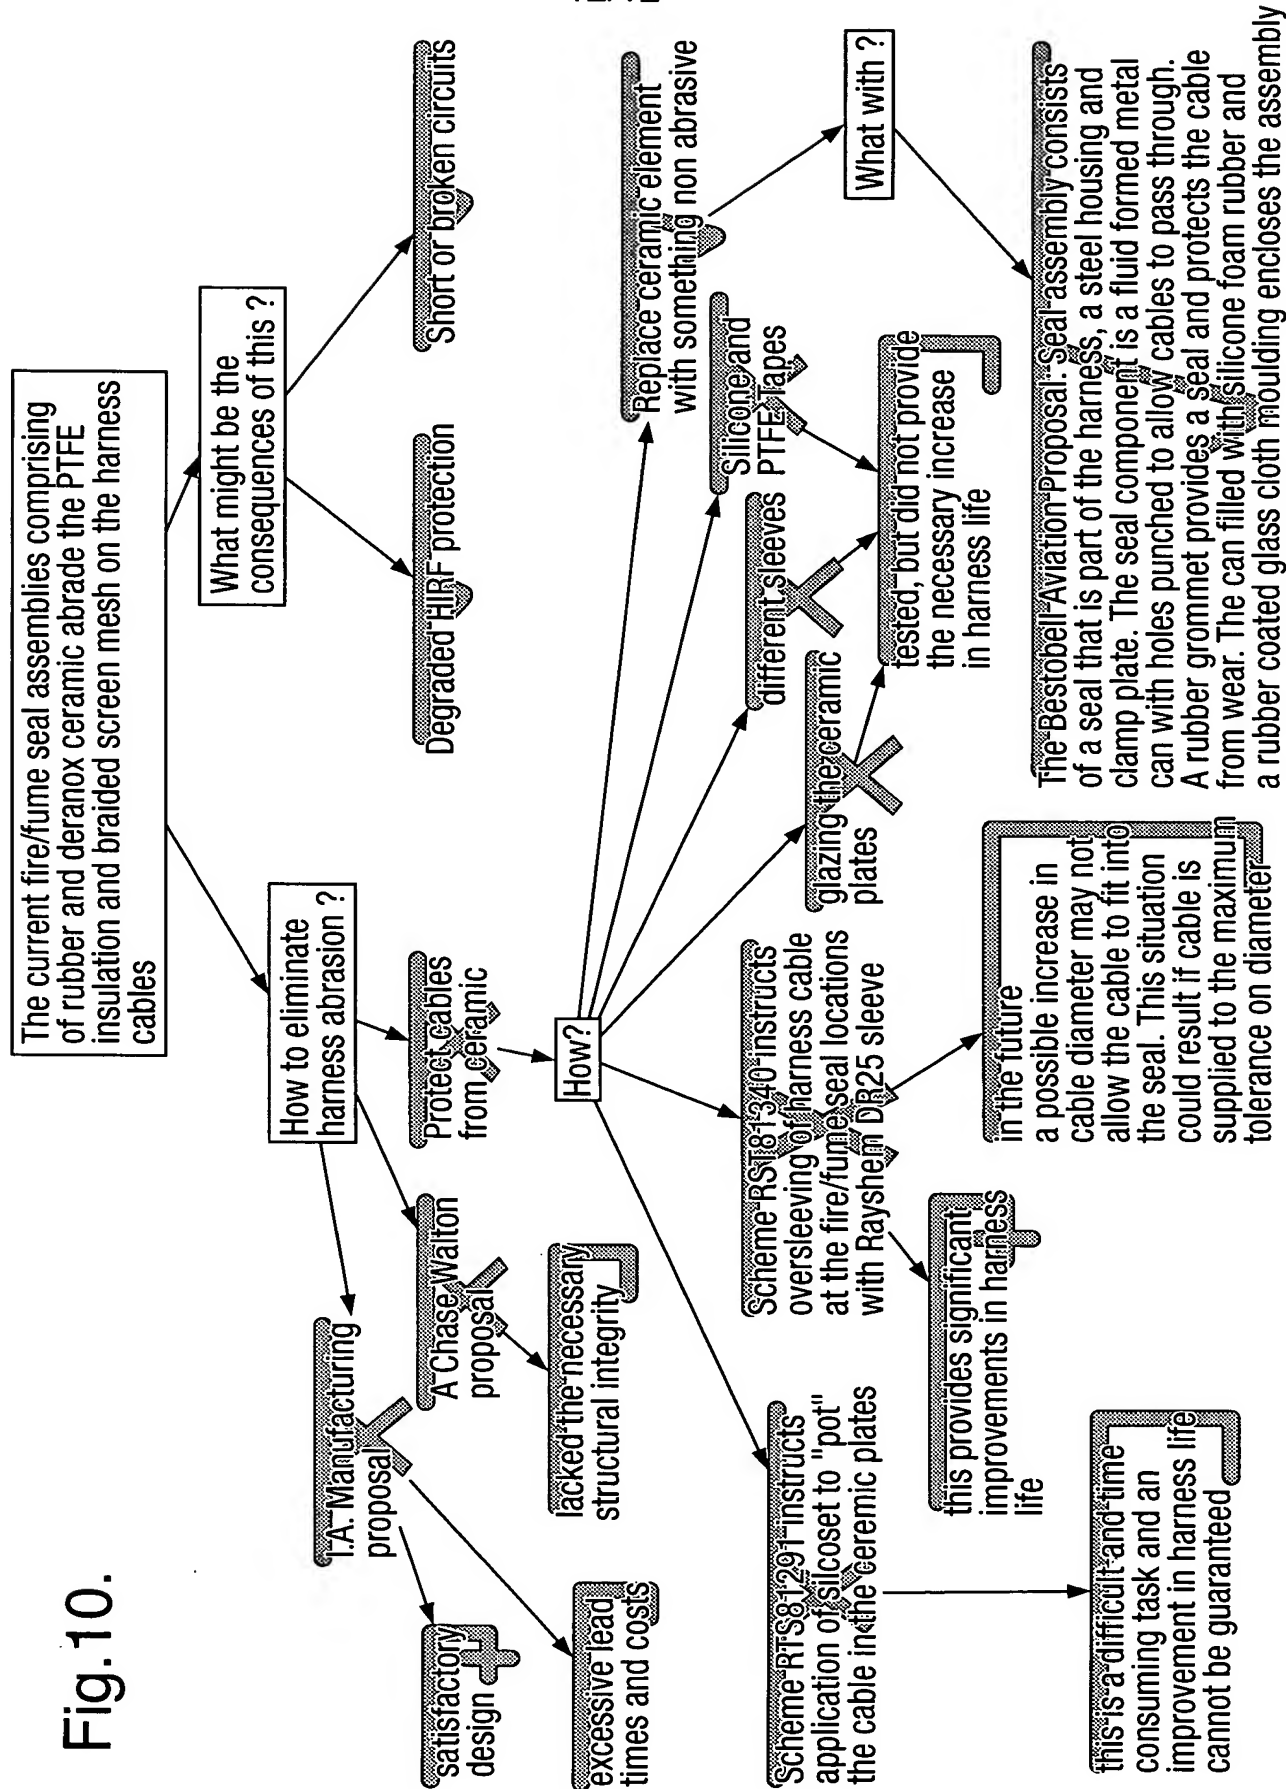 Fig.10.
The current fire/fume seal assemblies comprising
of rubber and deranox ceramic abrade the PTFE
insulation and braided screen mesh on the harness
cables
How to eliminate
harness abrasion ?
What might be the
consequences of this ?
I.A. Manufacturing
proposal
A Chase Walton
proposal
Protect cables
from ceramic
Degraded HIRF protection
Short or broken circuits
satisfactory
design
excessive lead
times and costs
lacked the necessary
structural integrity
How?
Scheme RTS81291 instructs
application of silcoset to "pot"
the cable in the ceremic plates
Scheme RST81340 instructs
oversleeving of harness cable
at the fire/fume seal locations
with Rayshem DR25 sleeve
glazing the ceramic
plates
different sleeves
Silicone and
PTFE Tapes
Replace ceramic element
with something non abrasive
this is a difficult and time
consuming task and an
improvement in harness life
cannot be guaranteed
this provides significant
improvements in harness
life
in the future
a possible increase in
cable diameter may not
allow the cable to fit into
the seal. This situation
could result if cable is
supplied to the maximum
tolerance on diameter
tested, but did not provide
the necessary increase
in harness life
What with ?
The Bestobell Aviation Proposal: Seal assembly consists
of a seal that is part of the harness, a steel housing and
clamp plate. The seal component is a fluid formed metal
can with holes punched to allow cables to pass through.
A rubber grommet provides a seal and protects the cable
from wear. The can filled with silicone foam rubber and
a rubber coated glass cloth moulding encloses the assembly